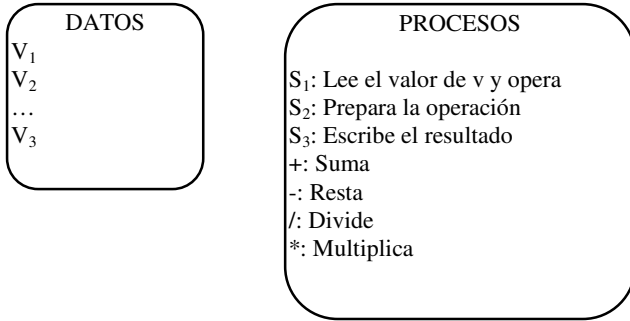 DATOS
V₁
V₂
…
V₃
PROCESOS
S₁: Lee el valor de v y opera
S₂: Prepara la operación
S₃: Escribe el resultado
+: Suma
-: Resta
/: Divide
*: Multiplica